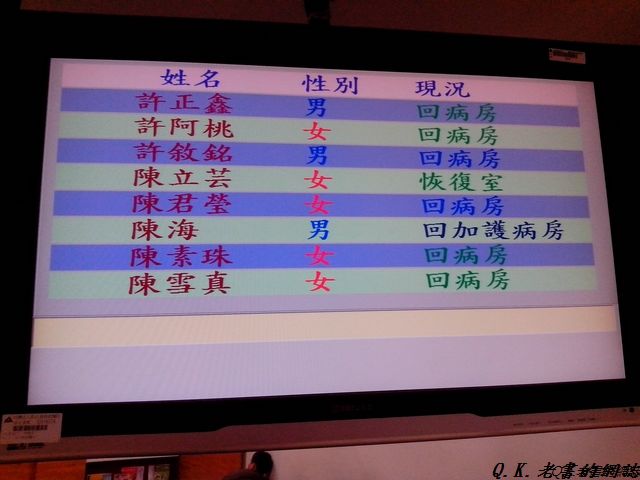 姓名 性別 現況
許正鑫 男 回病房
許阿桃 女 回病房
許敘銘 男 回病房
陳立芸 女 恢復室
陳君瑩 女 回病房
陳海 男 回加護病房
陳素珠 女 回病房
陳雪真 女 回病房
Q.K.老書的網誌